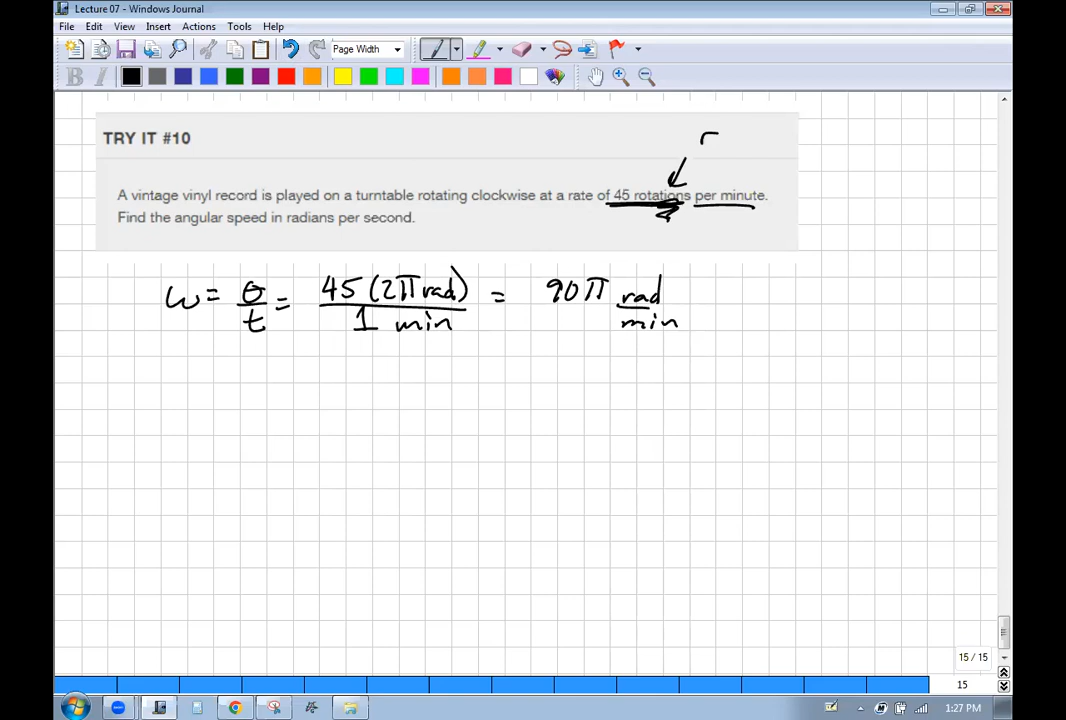 Lecture 07 - Windows Journal
File Edit View Insert Actions Tools Help
Page Width
B I
TRY IT #10
r
A vintage vinyl record is played on a turntable rotating clockwise at a rate of 45 rotations per minute.
Find the angular speed in radians per second.
ω = θ/t = 45 (2π rad)/1 min = 90π rad/min
15 / 15
15
1:27 PM